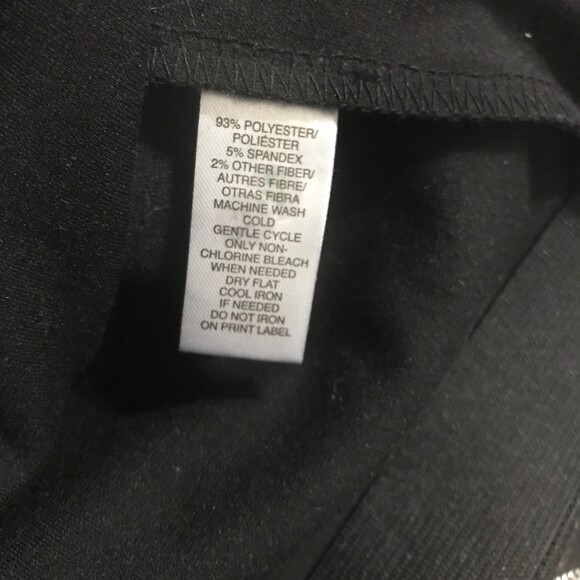 93% POLYESTER/
POLIÉSTER
5% SPANDEX
2% OTHER FIBER/
AUTRES FIBRE/
OTRAS FIBRA
MACHINE WASH
COLD
GENTLE CYCLE
ONLY NON-
CHLORINE BLEACH
WHEN NEEDED
DRY FLAT
COOL IRON
IF NEEDED
DO NOT IRON
ON PRINT LABEL